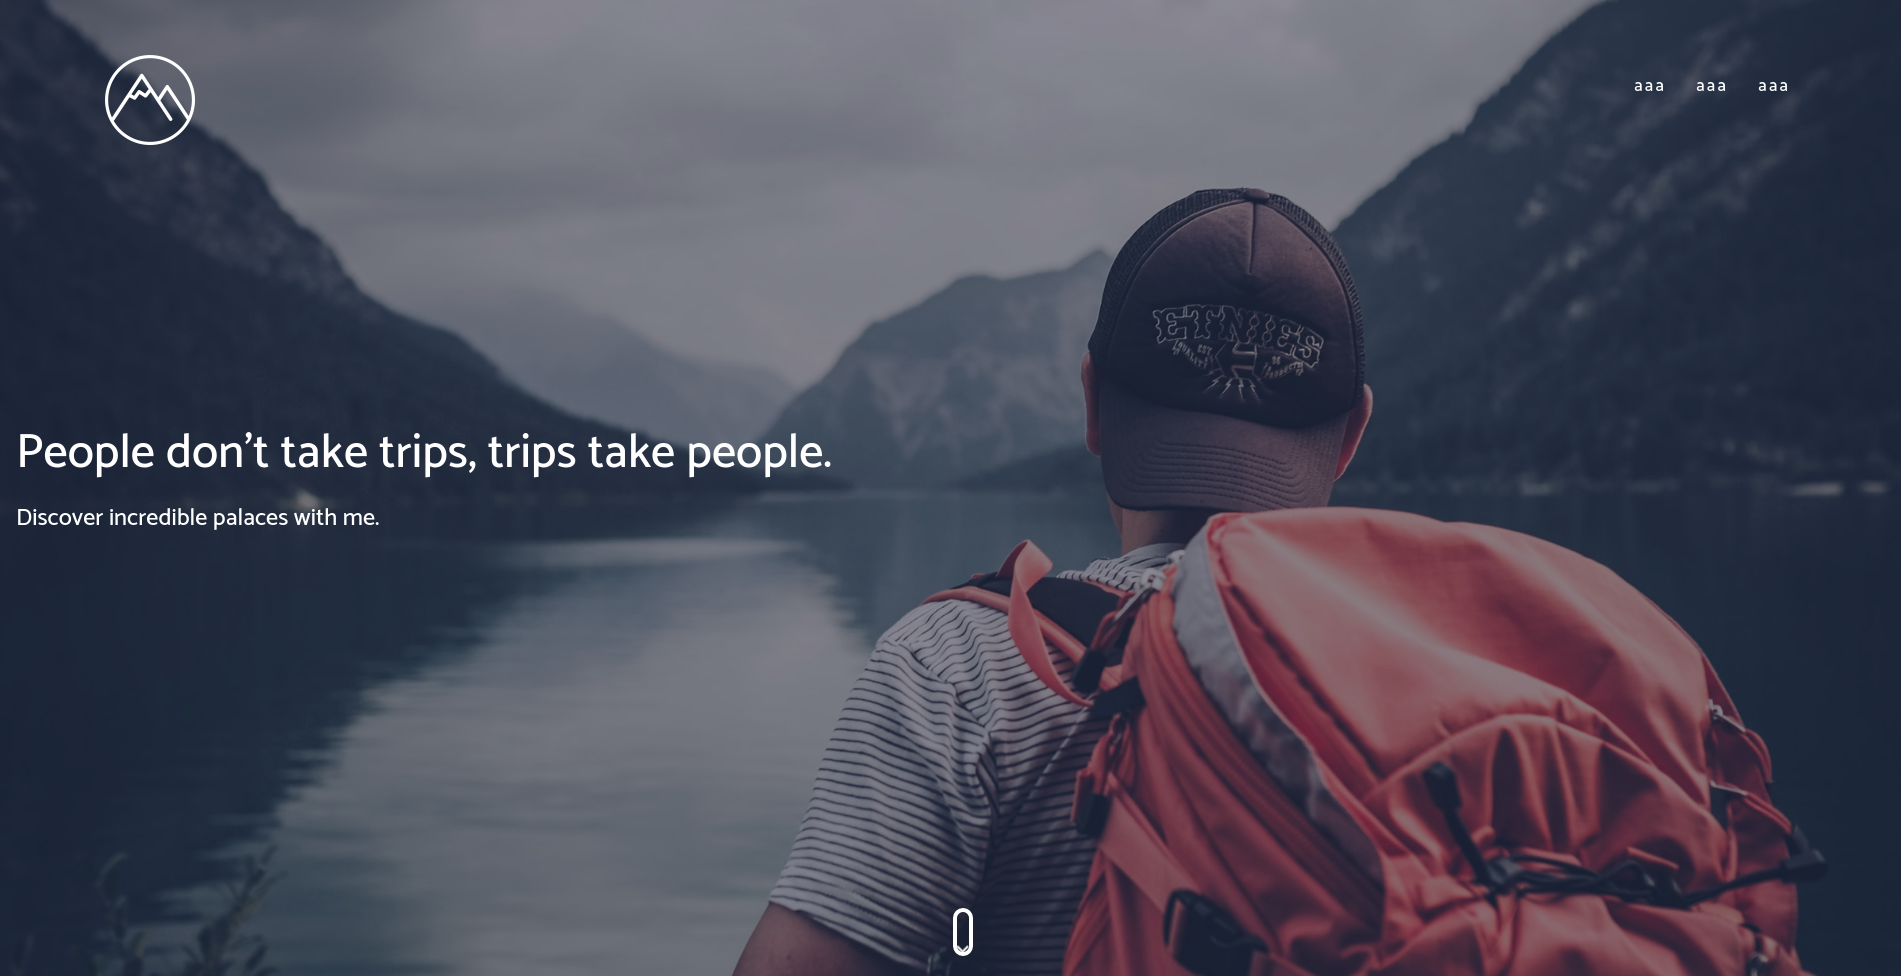 aaa aaa aaa
ETNIES
People don't take trips, trips take people.
Discover incredible palaces with me.